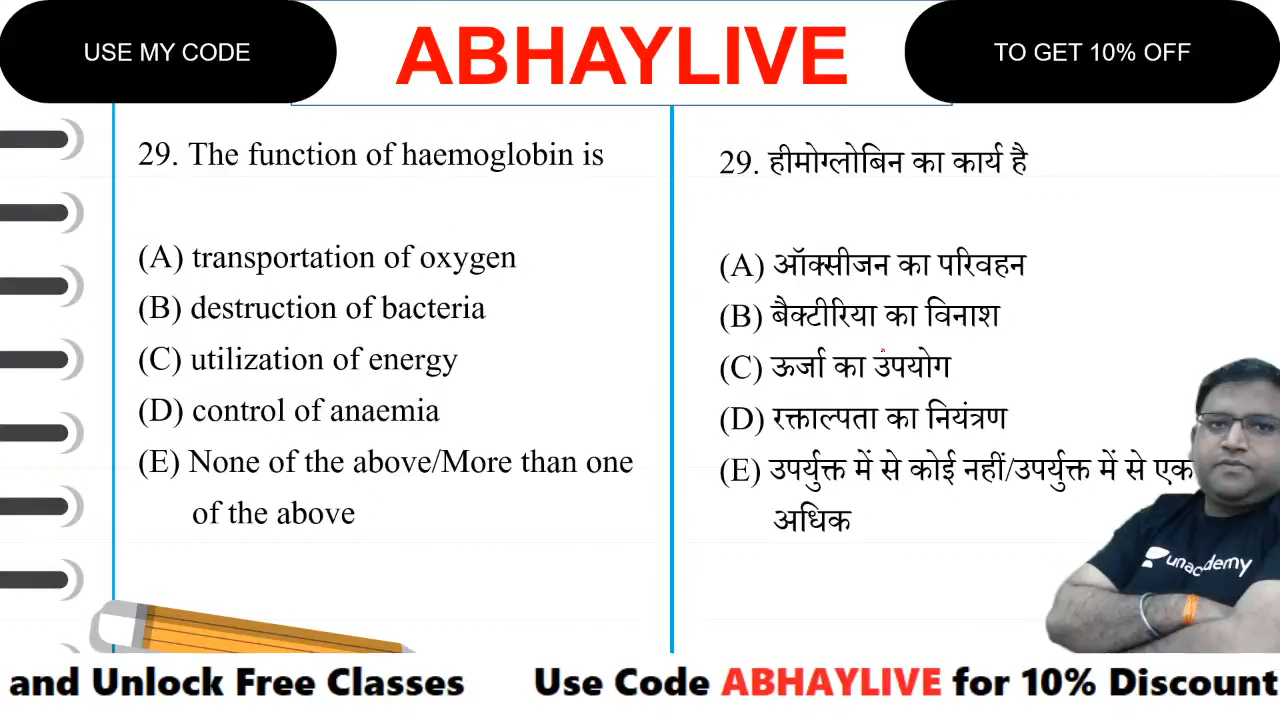 USE MY CODE
ABHAYLIVE
TO GET 10% OFF
29. The function of haemoglobin is
(A) transportation of oxygen
(B) destruction of bacteria
(C) utilization of energy
(D) control of anaemia
(E) None of the above/More than one
of the above
29. हीमोग्लोबिन का कार्य है
(A) ऑक्सीजन का परिवहन
(B) बैक्टीरिया का विनाश
(C) ऊर्जा का उपयोग
(D) रक्ताल्पता का नियंत्रण
(E) उपर्युक्त में से कोई नहीं/उपर्युक्त में से एक
अधिक
unacademy
and Unlock Free Classes Use Code ABHAYLIVE for 10% Discount